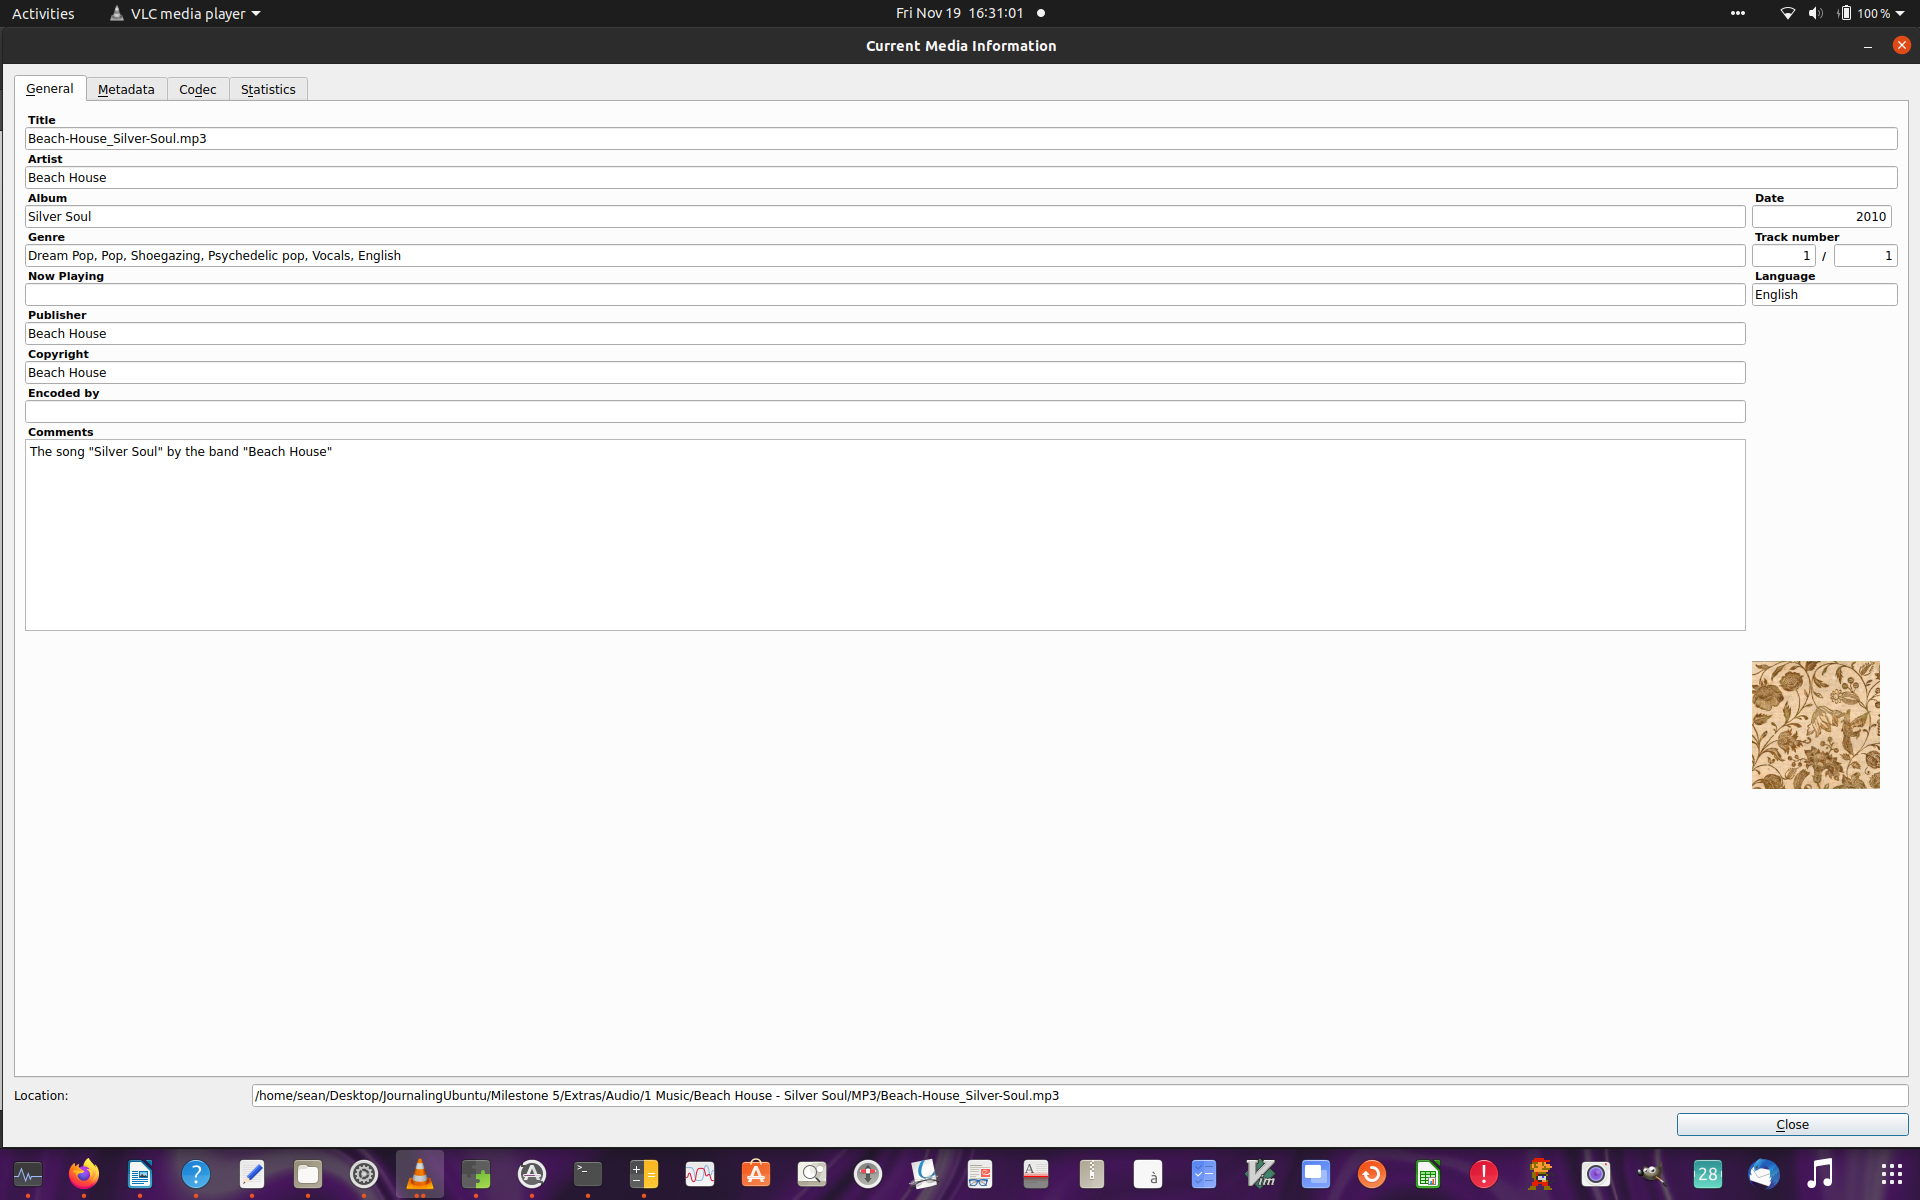 Activities VLC media player Fri Nov 19 16:31:01 100 %
Current Media Information
General Metadata Codec Statistics
Title
Beach-House_Silver-Soul.mp3
Artist
Beach House
Album Date
Silver Soul 2010
Genre Track number
Dream Pop, Pop, Shoegazing, Psychedelic pop, Vocals, English 1 / 1
Now Playing Language
English
Publisher
Beach House
Copyright
Beach House
Encoded by
Comments
The song "Silver Soul" by the band "Beach House"
Location: /home/sean/Desktop/JournalingUbuntu/Milestone 5/Extras/Audio/1 Music/Beach House - Silver Soul/MP3/Beach-House_Silver-Soul.mp3
Close
? >_ A A à Vim ! 28